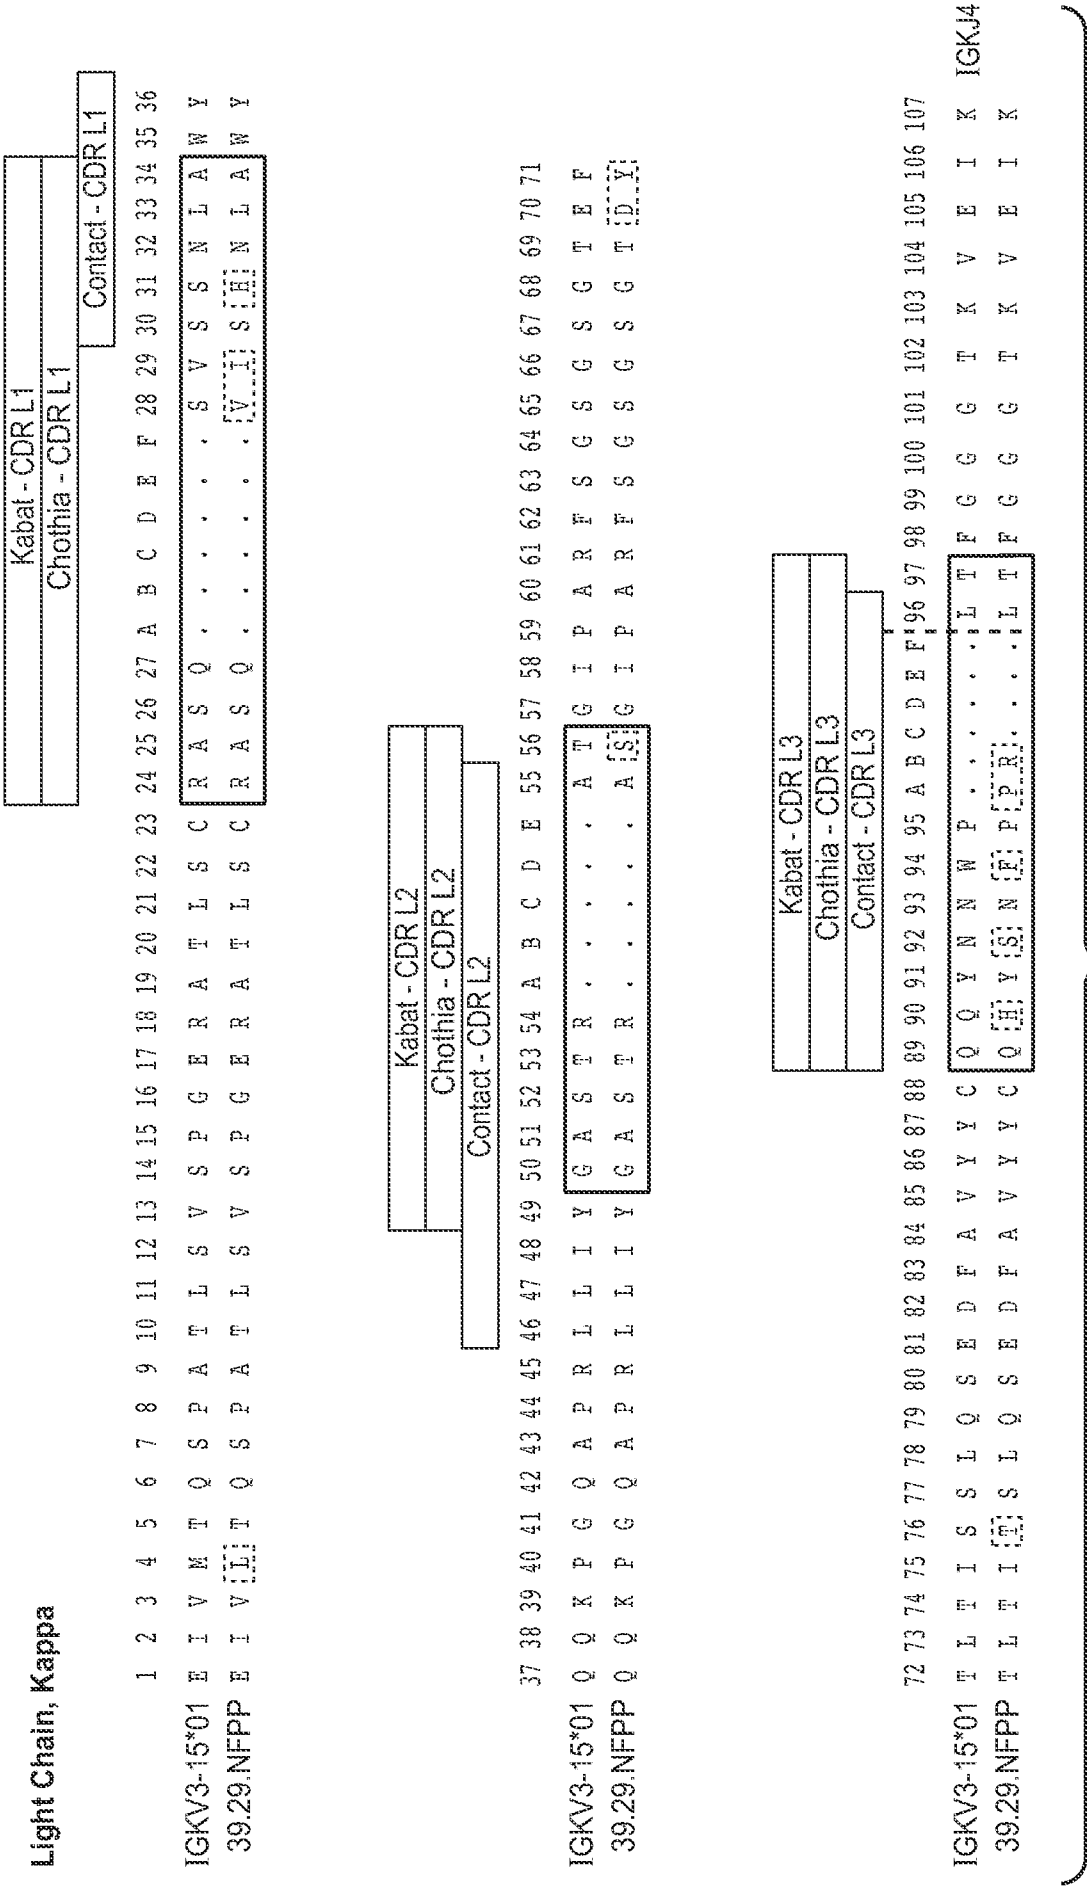 Light Chain, Kappa
Kabat - CDR L1
Chothia - CDR L1
Contact - CDR L1
1 2 3 4 5 6 7 8 9 10 11 12 13 14 15 16 17 18 19 20 21 22 23 24 25 26 27 A B C D E F 28 29 30 31 32 33 34 35 36
IGKV3-15*01 E I V M T Q S P A T L S V S P G E R A T L S C R A S Q . . . . . . S V S S N L A W Y
39.29.NFPP E I V L T Q S P A T L S V S P G E R A T L S C R A S Q . . . . . . V I S H N L A W Y
Kabat - CDR L2
Chothia - CDR L2
Contact - CDR L2
37 38 39 40 41 42 43 44 45 46 47 48 49 50 51 52 53 54 A B C D E 55 56 57 58 59 60 61 62 63 64 65 66 67 68 69 70 71
IGKV3-15*01 Q Q K P G Q A P R L L I Y G A S T R . . . . . A T G I P A R F S G S G S G T E F
39.29.NFPP Q Q K P G Q A P R L L I Y G A S T R . . . . . A S G I P A R F S G S G S G T D Y
Kabat - CDR L3
Chothia - CDR L3
Contact - CDR L3
72 73 74 75 76 77 78 79 80 81 82 83 84 85 86 87 88 89 90 91 92 93 94 95 A B C D E F 96 97 98 99 100 101 102 103 104 105 106 107
IGKV3-15*01 T L T I S S L Q S E D F A V Y Y C Q Q Y N N W P . . . . . . L T F G G G T K V E I K IGKJ4
39.29.NFPP T L T I T S L Q S E D F A V Y Y C Q H Y S N F P P R . . . . L T F G G G T K V E I K